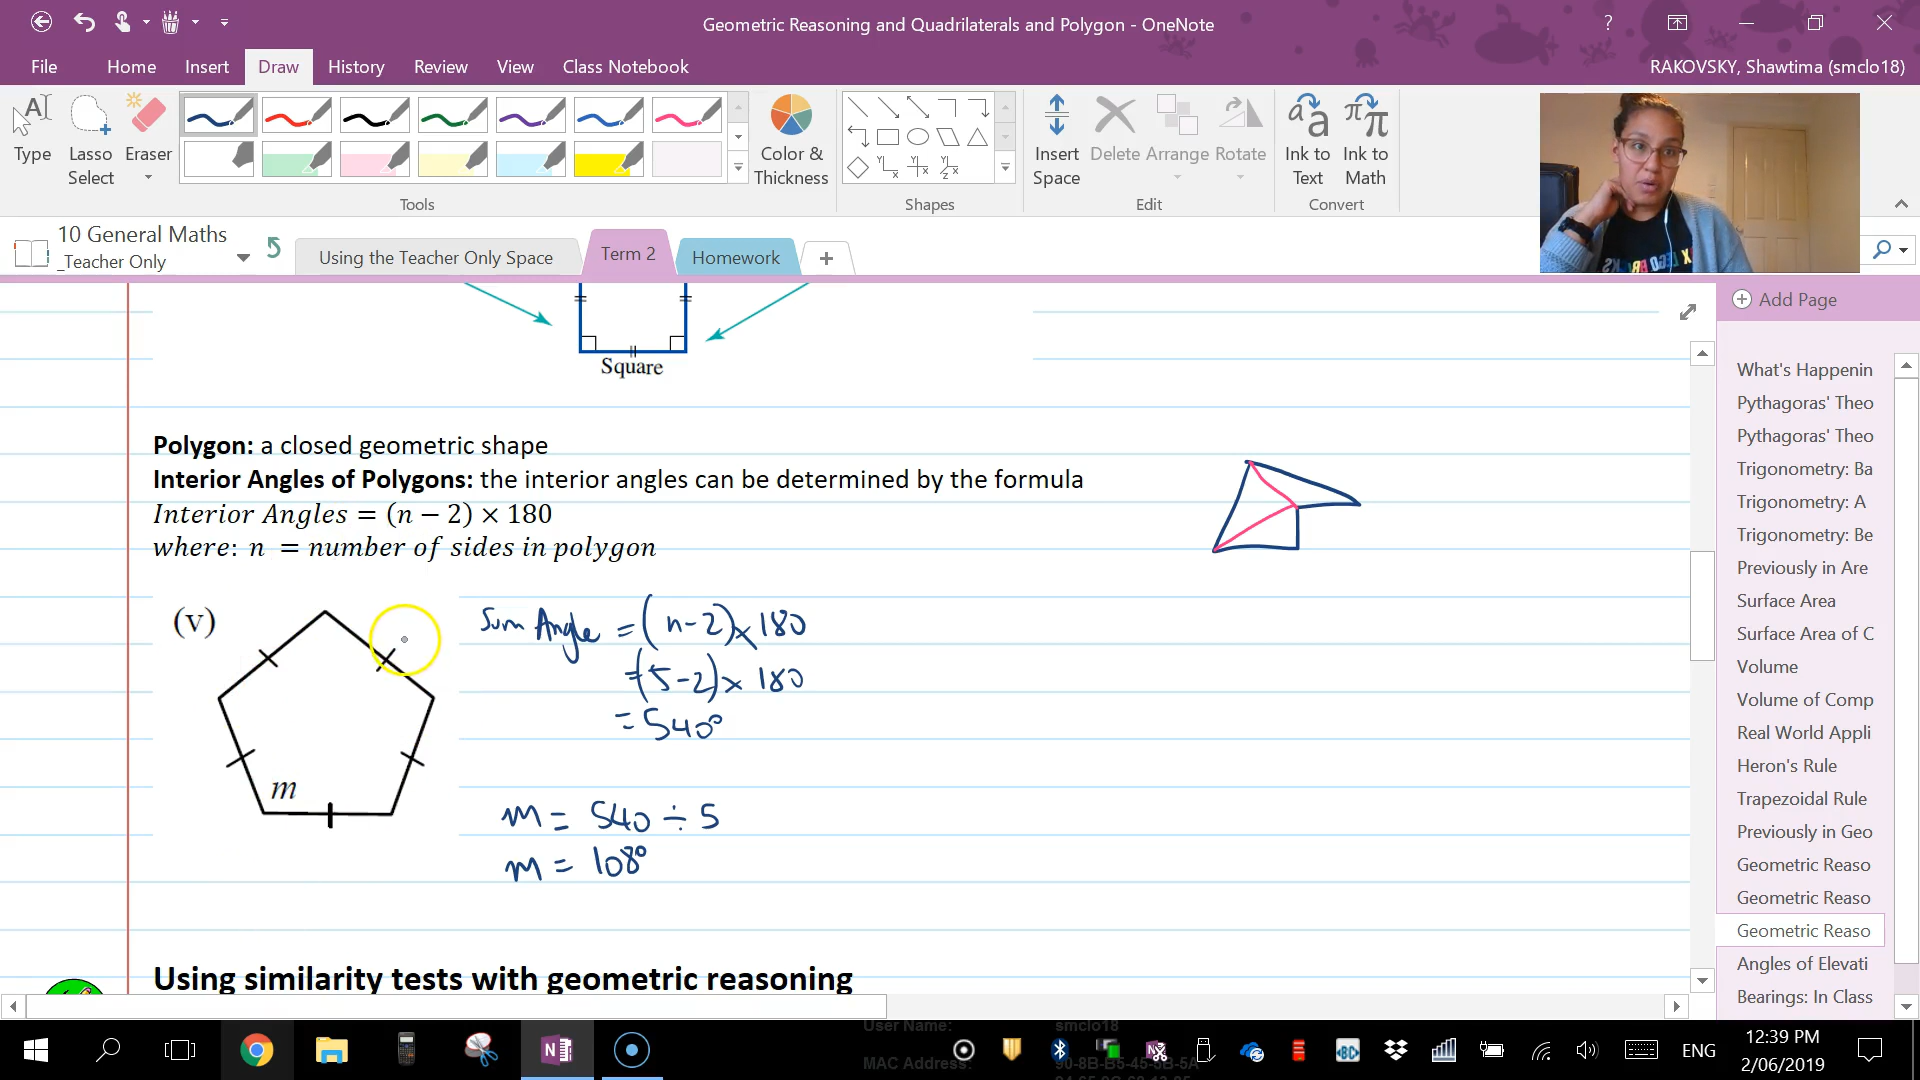 Geometric Reasoning and Quadrilaterals and Polygon - OneNote
?
File
Home
Insert
Draw
History
Review
View
Class Notebook
RAKOVSKY, Shawtima (smclo18)
Type
Lasso
Select
Eraser
Color &
Thickness
Insert
Space
Delete
Arrange
Rotate
Ink to
Text
Ink to
Math
Tools
Shapes
Edit
Convert
10 General Maths
_Teacher Only
Using the Teacher Only Space
Term 2
Homework
Add Page
Square
Polygon: a closed geometric shape
Interior Angles of Polygons: the interior angles can be determined by the formula
Interior Angles = (n − 2) × 180
where: n = number of sides in polygon
(v)
m
Sum Angle = (n-2) × 180
= (5-2) × 180
= 540°
m = 540 ÷ 5
m = 108°
Using similarity tests with geometric reasoning
What's Happenin
Pythagoras' Theo
Pythagoras' Theo
Trigonometry: Ba
Trigonometry: A
Trigonometry: Be
Previously in Are
Surface Area
Surface Area of C
Volume
Volume of Comp
Real World Appli
Heron's Rule
Trapezoidal Rule
Previously in Geo
Geometric Reaso
Geometric Reaso
Geometric Reaso
Angles of Elevati
Bearings: In Class
User Name: smclo18
MAC Address:
ENG
12:39 PM
2/06/2019